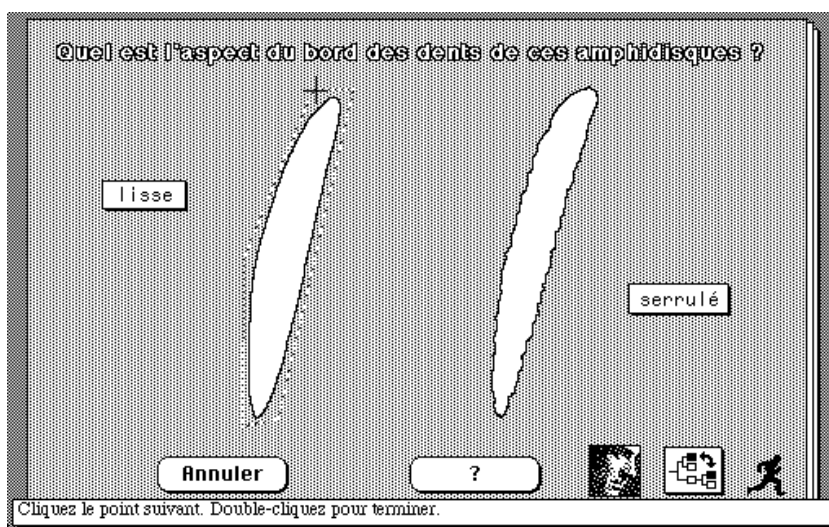 Quel est l'aspect du bord des dents de ces amphidisques ?
lisse
serrulé
Annuler
?
Cliquez le point suivant. Double-cliquez pour terminer.